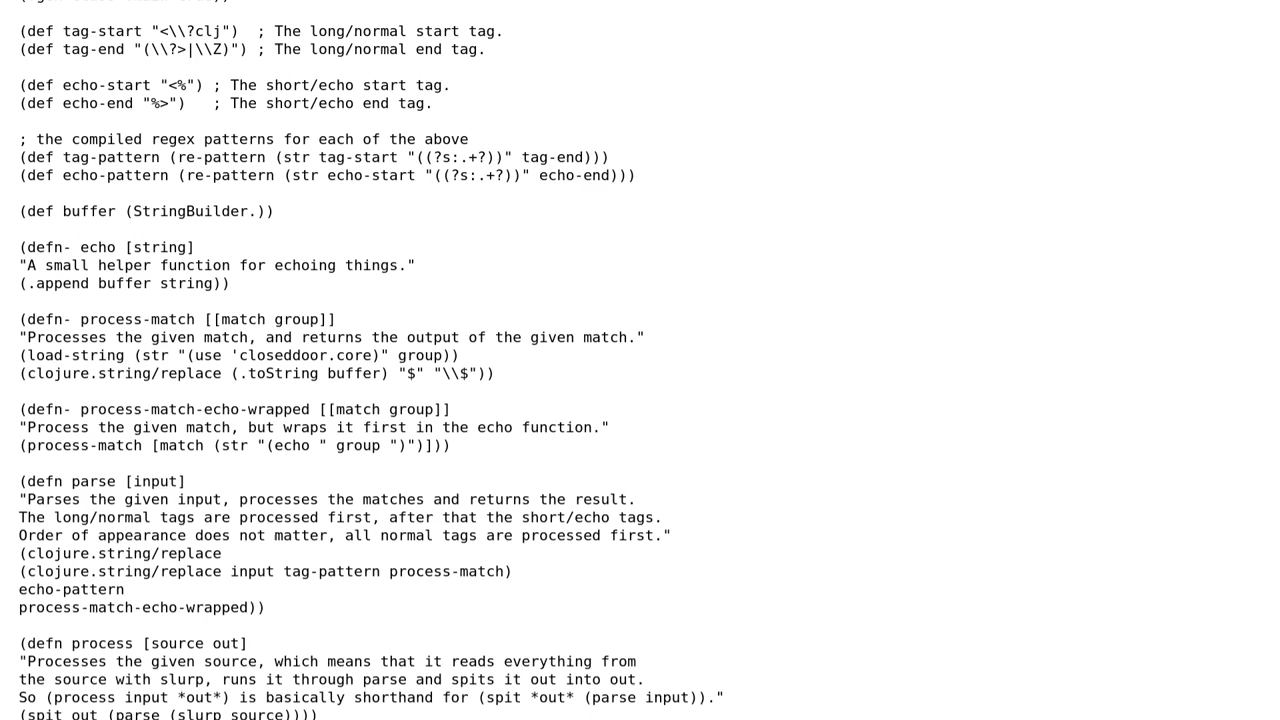 (def tag-start "<\\?clj")  ; The long/normal start tag.
(def tag-end "(\\?>|\\Z)") ; The long/normal end tag.

(def echo-start "<%") ; The short/echo start tag.
(def echo-end "%>")   ; The short/echo end tag.

; the compiled regex patterns for each of the above
(def tag-pattern (re-pattern (str tag-start "((?s:.+?))" tag-end)))
(def echo-pattern (re-pattern (str echo-start "((?s:.+?))" echo-end)))

(def buffer (StringBuilder.))

(defn- echo [string]
"A small helper function for echoing things."
(.append buffer string))

(defn- process-match [[match group]]
"Processes the given match, and returns the output of the given match."
(load-string (str "(use 'closeddoor.core)" group))
(clojure.string/replace (.toString buffer) "$" "\\$"))

(defn- process-match-echo-wrapped [[match group]]
"Process the given match, but wraps it first in the echo function."
(process-match [match (str "(echo " group ")")]))

(defn parse [input]
"Parses the given input, processes the matches and returns the result.
The long/normal tags are processed first, after that the short/echo tags.
Order of appearance does not matter, all normal tags are processed first."
(clojure.string/replace
(clojure.string/replace input tag-pattern process-match)
echo-pattern
process-match-echo-wrapped))

(defn process [source out]
"Processes the given source, which means that it reads everything from
the source with slurp, runs it through parse and spits it out into out.
So (process input *out*) is basically shorthand for (spit *out* (parse input))."
(spit out (parse (slurp source))))